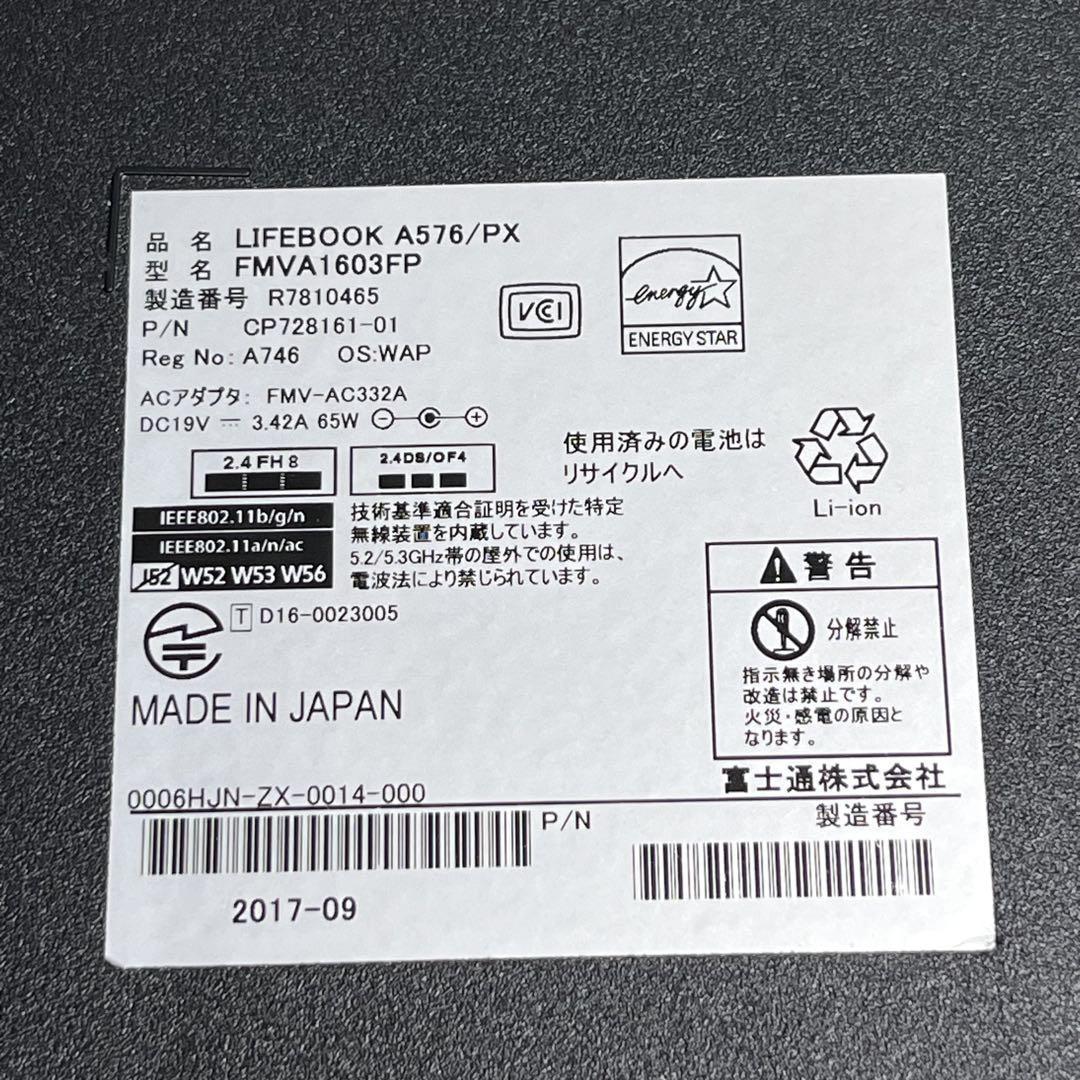 品 名 LIFEBOOK A576/PX
型 名 FMVA1603FP
製造番号 R7810465
P/N CP728161-01
Reg No: A746 OS:WAP
VCI
energy
ENERGY STAR
ACアダプタ: FMV-AC332A
DC19V 3.42A 65W
2.4FH8
2.4DS/OF4
使用済みの電池は
リサイクルへ
Li-ion
IEEE802.11b/g/n
IEEE802.11a/n/ac
J52 W52 W53 W56
技術基準適合証明を受けた特定
無線装置を内蔵しています。
5.2/5.3GHz帯の屋外での使用は、
電波法により禁じられています。
T D16-0023005
警告
分解禁止
指示無き場所の分解や
改造は禁止です。
火災・感電の原因と
なります。
MADE IN JAPAN
富士通株式会社
0006HJN-ZX-0014-000
P/N
製造番号
2017-09